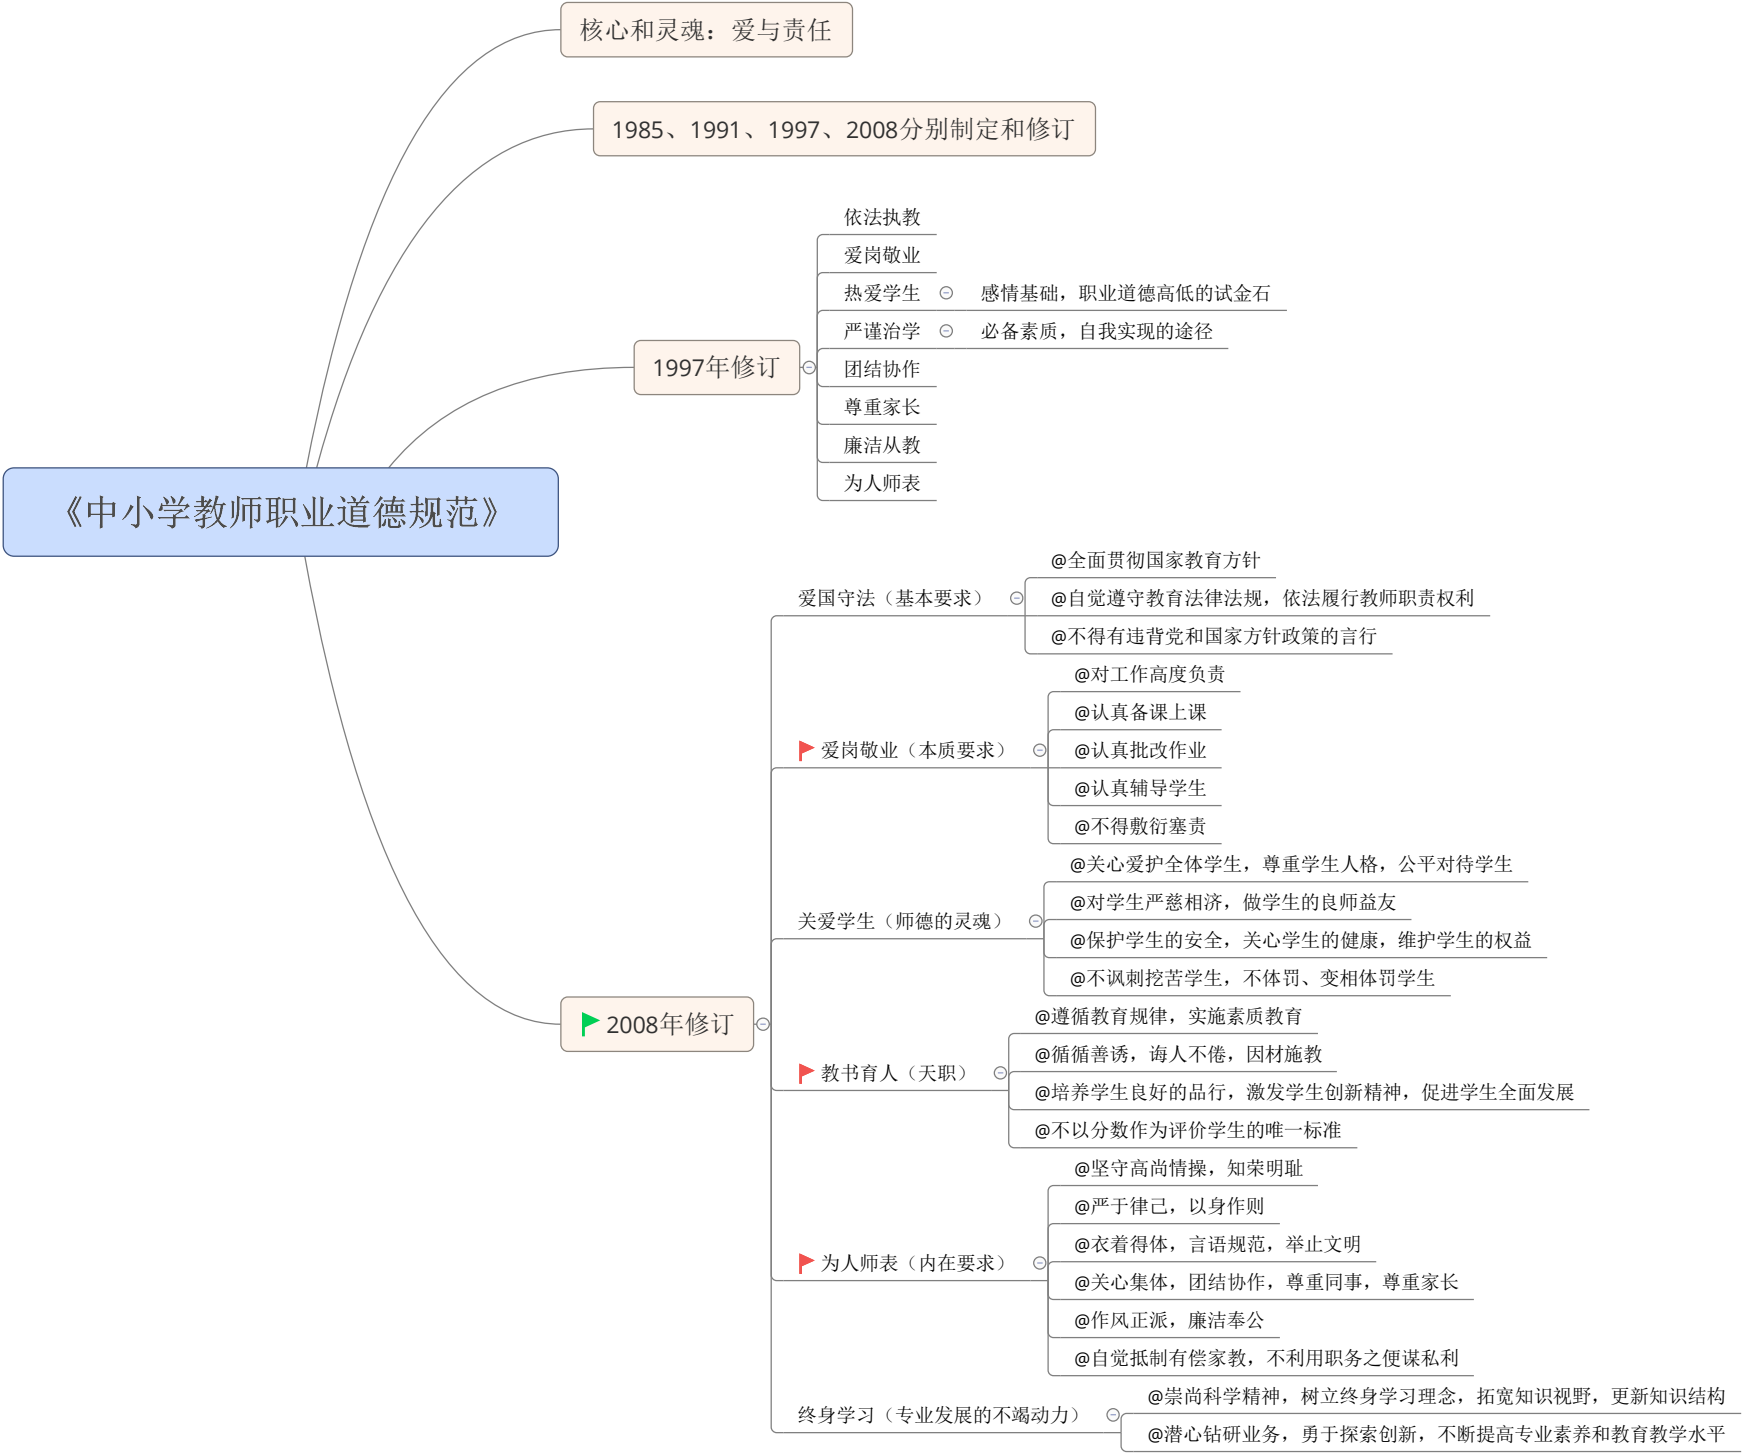 核心和灵魂：爱与责任
1985、1991、1997、2008分别制定和修订
依法执教
爱岗敬业
热爱学生
感情基础，职业道德高低的试金石
严谨治学
必备素质，自我实现的途径
1997年修订
团结协作
尊重家长
廉洁从教
为人师表
《中小学教师职业道德规范》
@全面贯彻国家教育方针
爱国守法（基本要求）
@自觉遵守教育法律法规，依法履行教师职责权利
@不得有违背党和国家方针政策的言行
@对工作高度负责
@认真备课上课
爱岗敬业（本质要求）
@认真批改作业
@认真辅导学生
@不得敷衍塞责
@关心爱护全体学生，尊重学生人格，公平对待学生
@对学生严慈相济，做学生的良师益友
关爱学生（师德的灵魂）
@保护学生的安全，关心学生的健康，维护学生的权益
@不讽刺挖苦学生，不体罚、变相体罚学生
2008年修订
@遵循教育规律，实施素质教育
@循循善诱，诲人不倦，因材施教
教书育人（天职）
@培养学生良好的品行，激发学生创新精神，促进学生全面发展
@不以分数作为评价学生的唯一标准
@坚守高尚情操，知荣明耻
@严于律己，以身作则
@衣着得体，言语规范，举止文明
为人师表（内在要求）
@关心集体，团结协作，尊重同事，尊重家长
@作风正派，廉洁奉公
@自觉抵制有偿家教，不利用职务之便谋私利
@崇尚科学精神，树立终身学习理念，拓宽知识视野，更新知识结构
终身学习（专业发展的不竭动力）
@潜心钻研业务，勇于探索创新，不断提高专业素养和教育教学水平